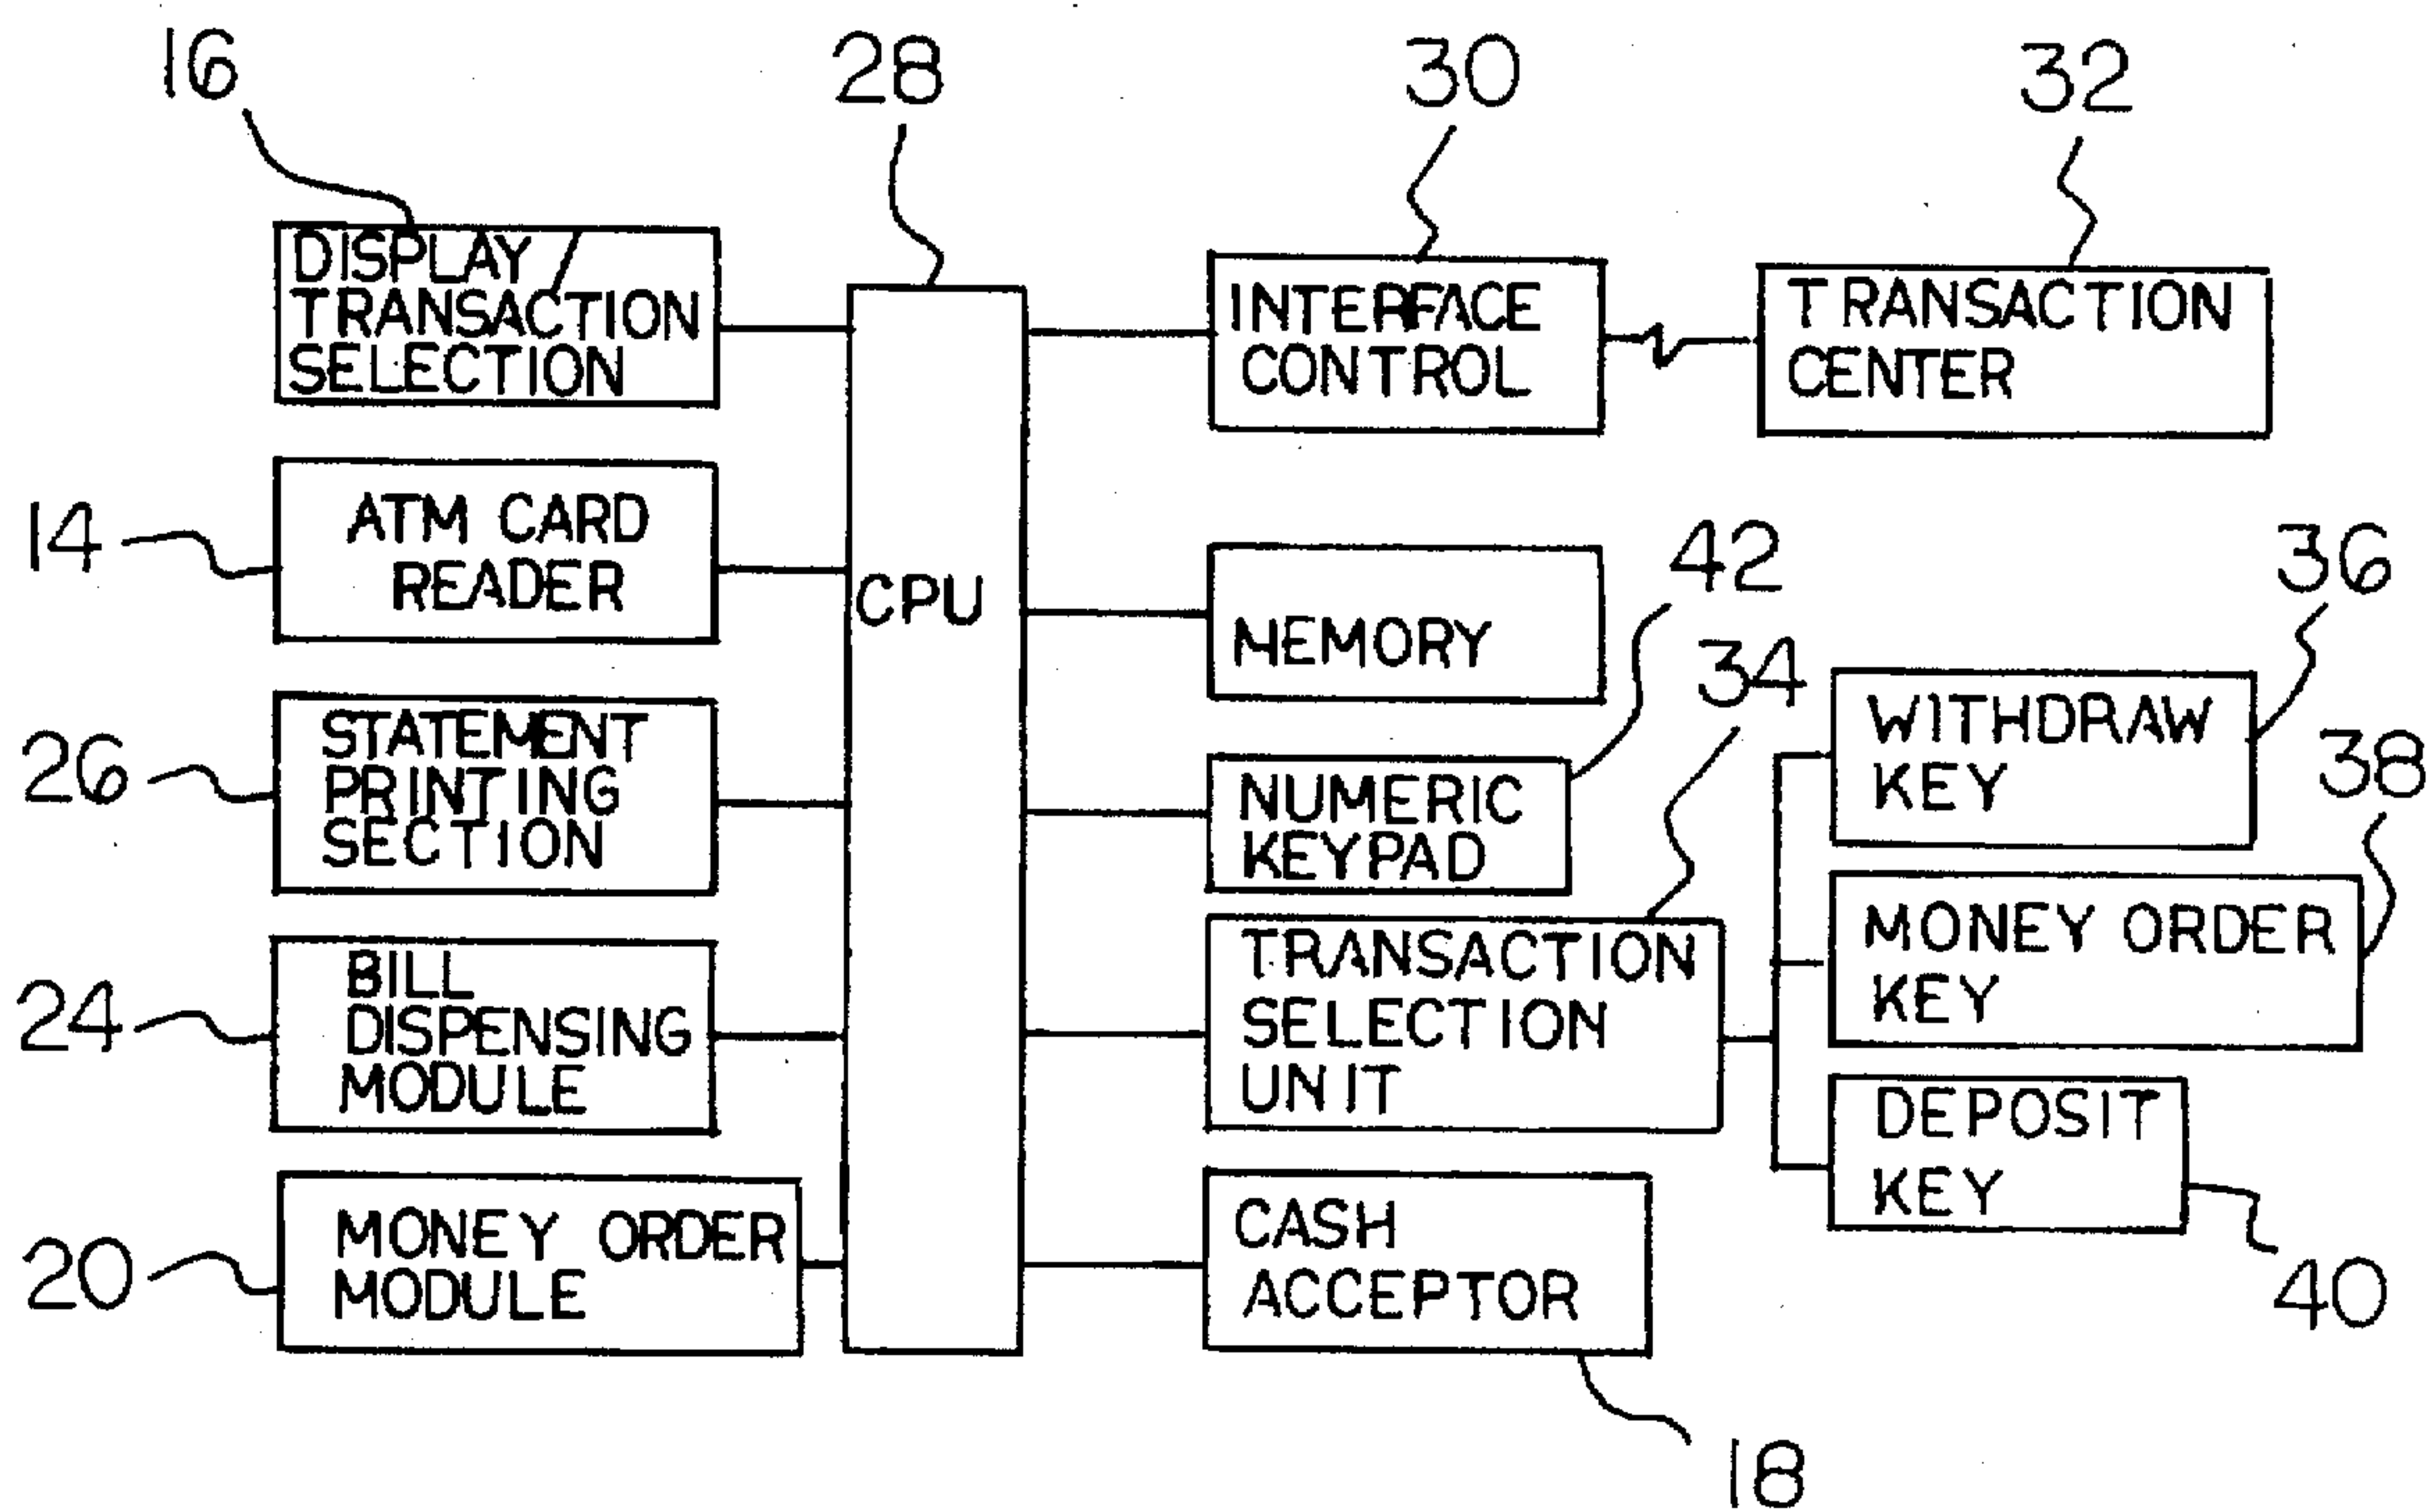 16
28
30
32
DISPLAY /
TRANSACTION
SELECTION
INTERFACE
CONTROL
TRANSACTION
CENTER
14
ATM CARD
READER
CPU
MEMORY
42
34
36
38
26
STATEMENT
PRINTING
SECTION
NUMERIC
KEYPAD
WITHDRAW
KEY
24
BILL
DISPENSING
MODULE
TRANSACTION
SELECTION
UNIT
MONEY ORDER
KEY
DEPOSIT
KEY
40
20
MONEY ORDER
MODULE
CASH
ACCEPTOR
18